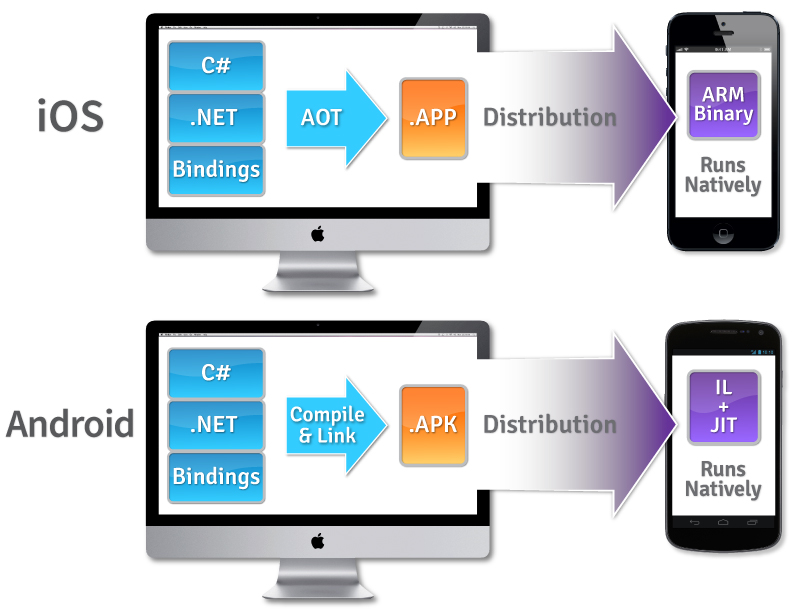 iOS
C#
.NET
Bindings
AOT
.APP
Distribution
ARM
Binary
Runs
Natively
Android
C#
.NET
Bindings
Compile
& Link
.APK
Distribution
IL
+
JIT
Runs
Natively